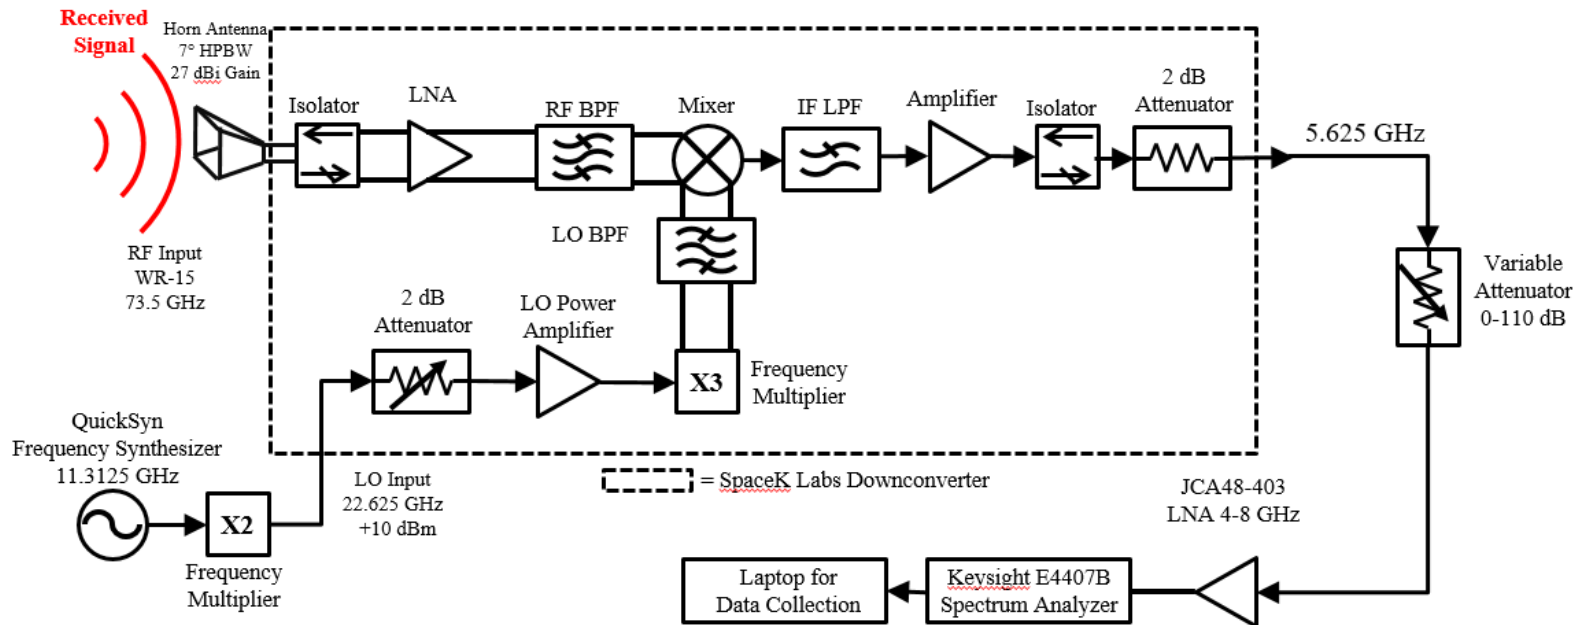 Received
Signal
Horn Antenna
7° HPBW
27 dBi Gain
Isolator
LNA
RF BPF
Mixer
IF LPF
Amplifier
Isolator
2 dB
Attenuator
5.625 GHz
LO BPF
RF Input
WR-15
73.5 GHz
2 dB
Attenuator
LO Power
Amplifier
X3
Frequency
Multiplier
Variable
Attenuator
0-110 dB
QuickSyn
Frequency Synthesizer
11.3125 GHz
X2
Frequency
Multiplier
LO Input
22.625 GHz
+10 dBm
= SpaceK Labs Downconverter
JCA48-403
LNA 4-8 GHz
Laptop for
Data Collection
Keysight E4407B
Spectrum Analyzer